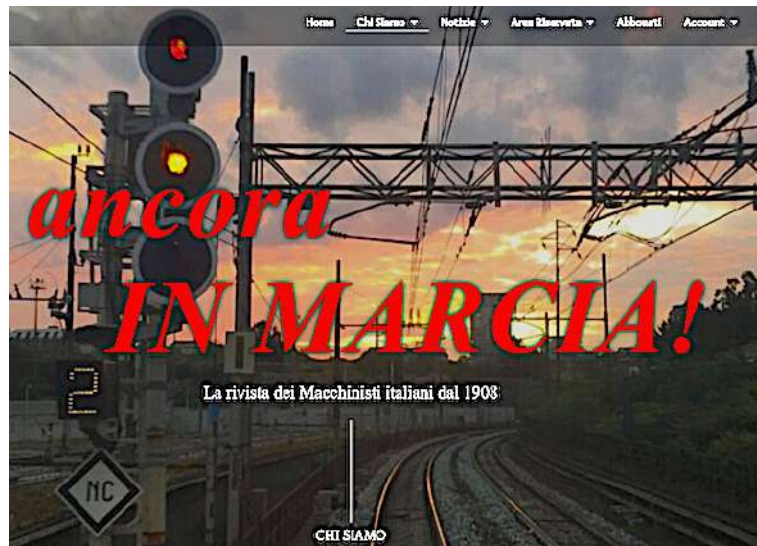 Home Chi Siamo Notizie Area Riservata Abbonati Account
ancora
IN MARCIA!
La rivista dei Macchinisti italiani dal 1908
2
NC
CHI SIAMO